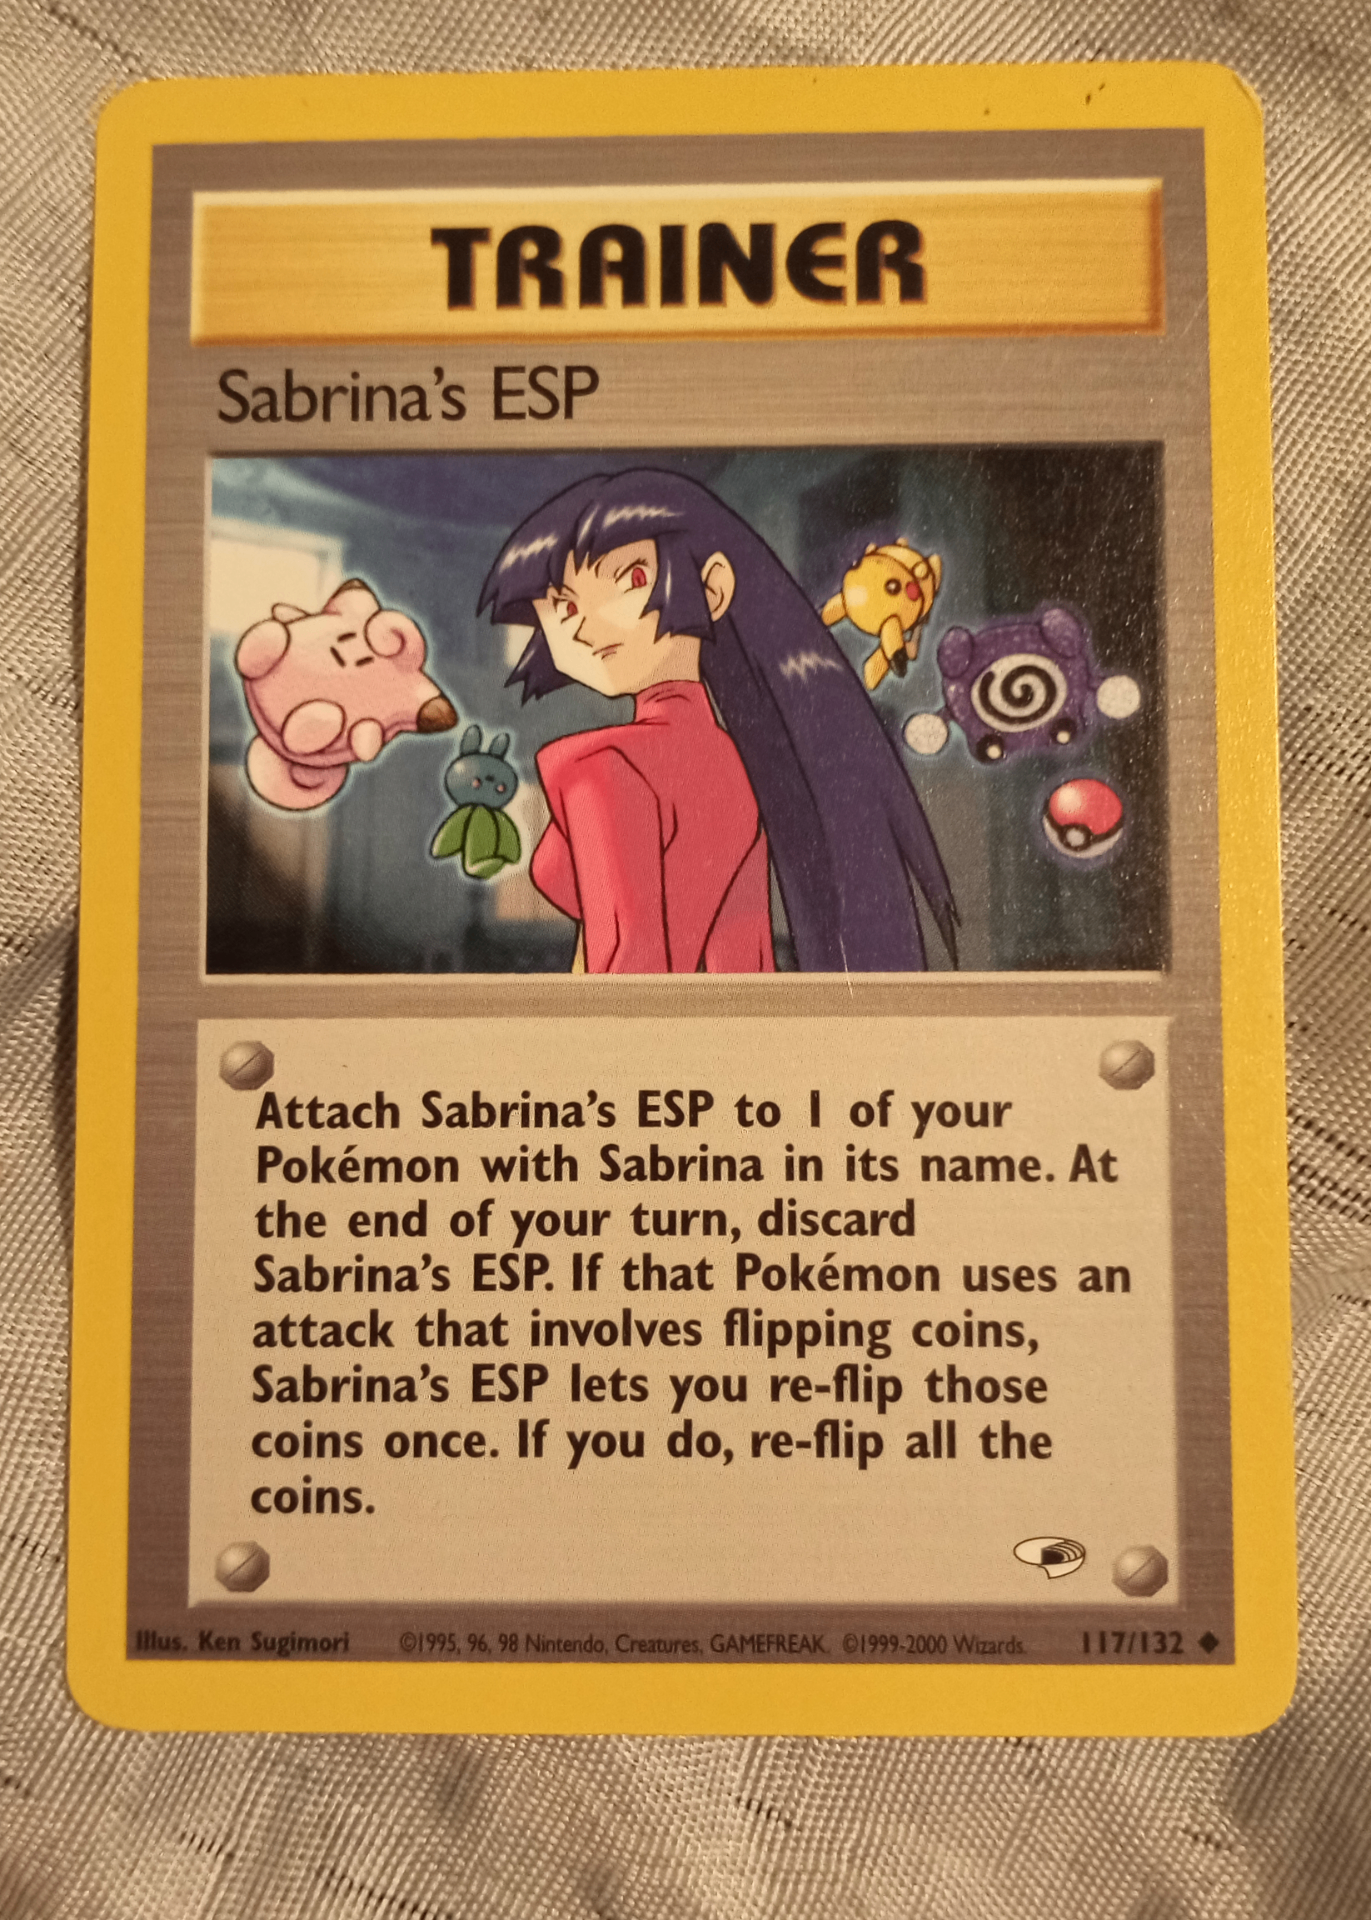 TRAINER
Sabrina's ESP
Attach Sabrina's ESP to 1 of your
Pokémon with Sabrina in its name. At
the end of your turn, discard
Sabrina's ESP. If that Pokémon uses an
attack that involves flipping coins,
Sabrina's ESP lets you re-flip those
coins once. If you do, re-flip all the
coins.
Illus. Ken Sugimori ©1995, 96, 98 Nintendo, Creatures, GAMEFREAK. ©1999-2000 Wizards. 117/132 ◆